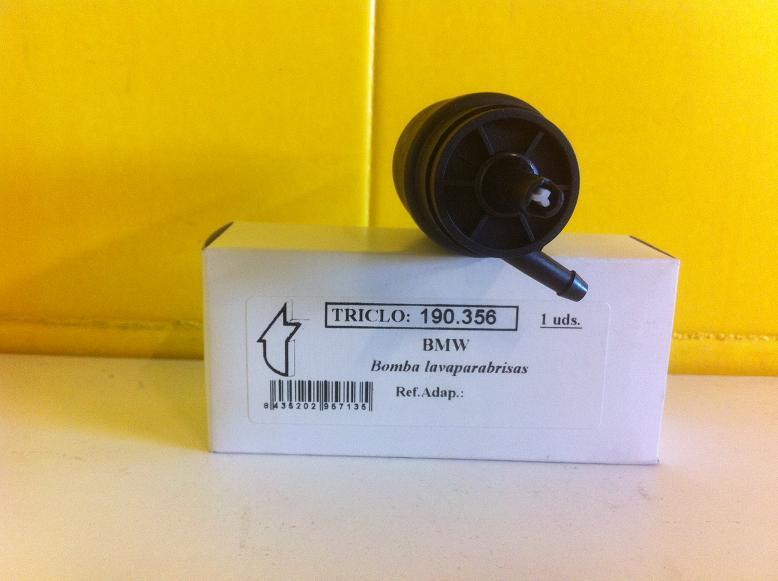 TRICLO: 190.356
1 uds.
BMW
Bomba lavaparabrisas
Ref.Adap.:
8 435202 957135